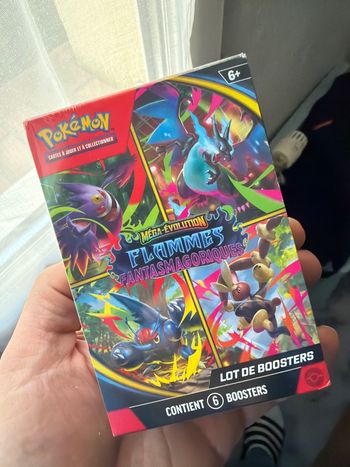 6+
POKÉMON
CARTES À JOUER ET À COLLECTIONNER
MÉGA-ÉVOLUTION
FLAMMES
FANTASMAGORIQUES
LOT DE BOOSTERS
CONTIENT 6 BOOSTERS